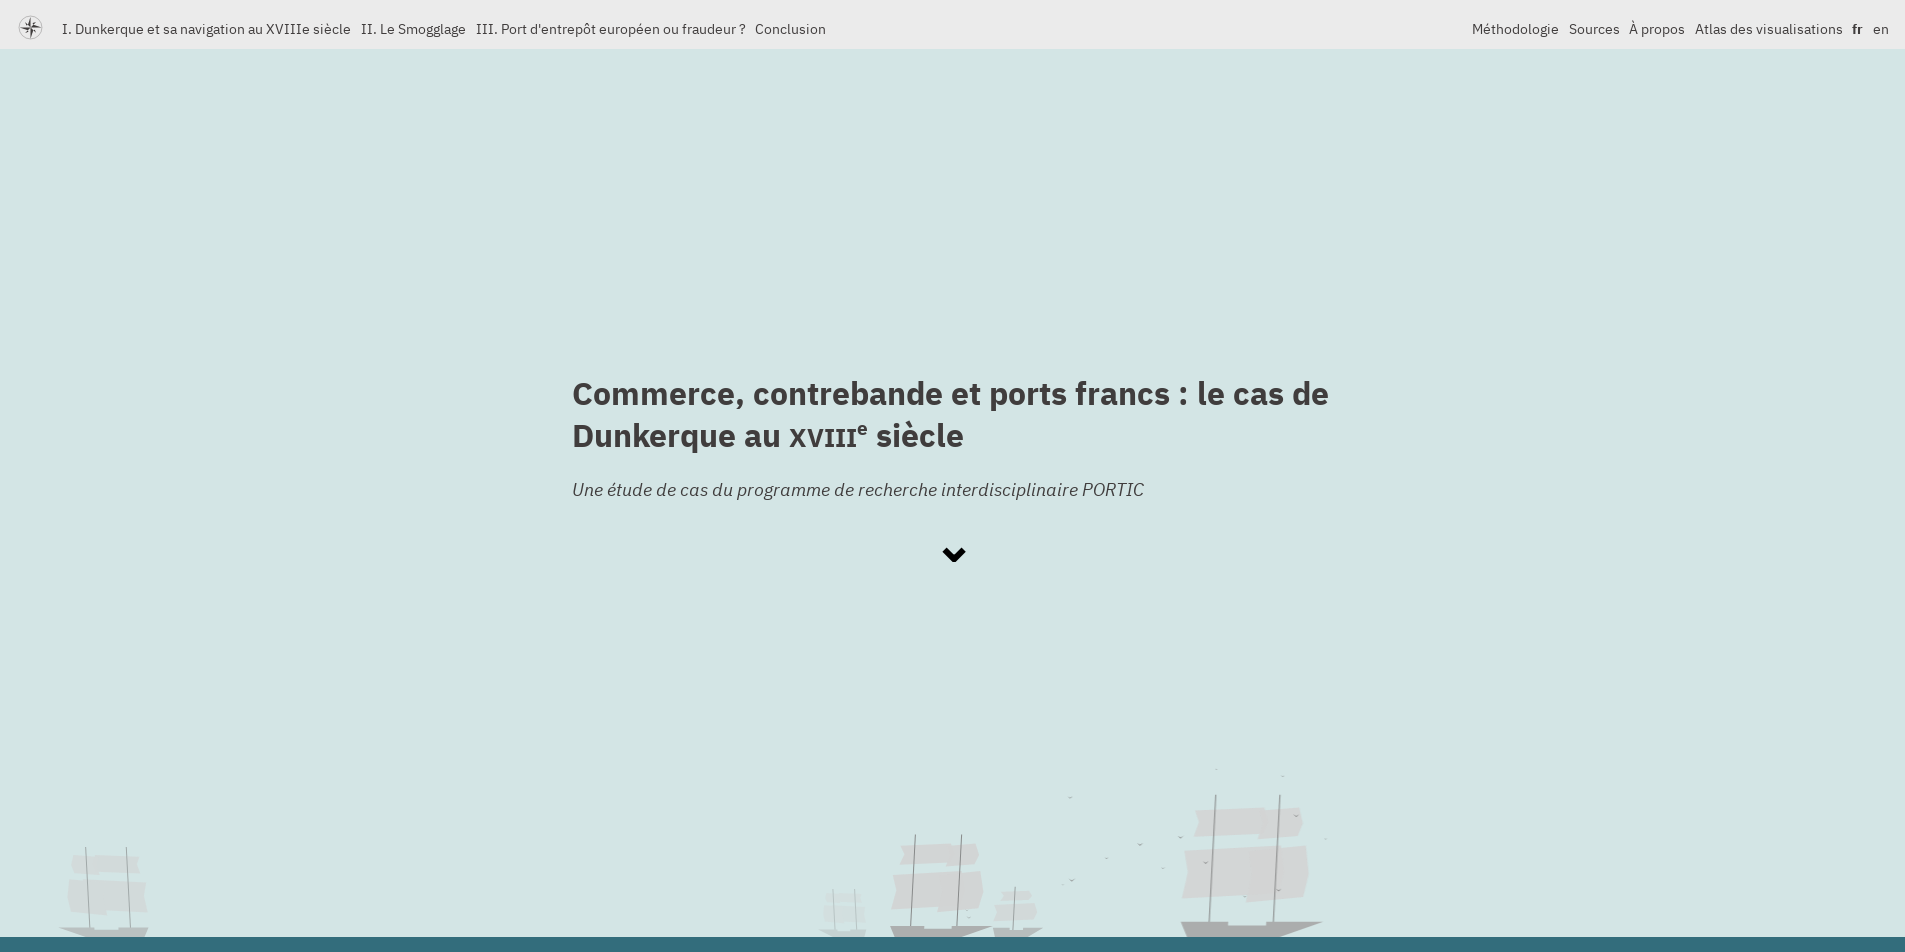 I. Dunkerque et sa navigation au XVIIIe siècle II. Le Smogglage III. Port d'entrepôt européen ou fraudeur ? Conclusion Méthodologie Sources À propos Atlas des visualisations fr en
Commerce, contrebande et ports francs : le cas de
Dunkerque au XVIIIe siècle
Une étude de cas du programme de recherche interdisciplinaire PORTIC